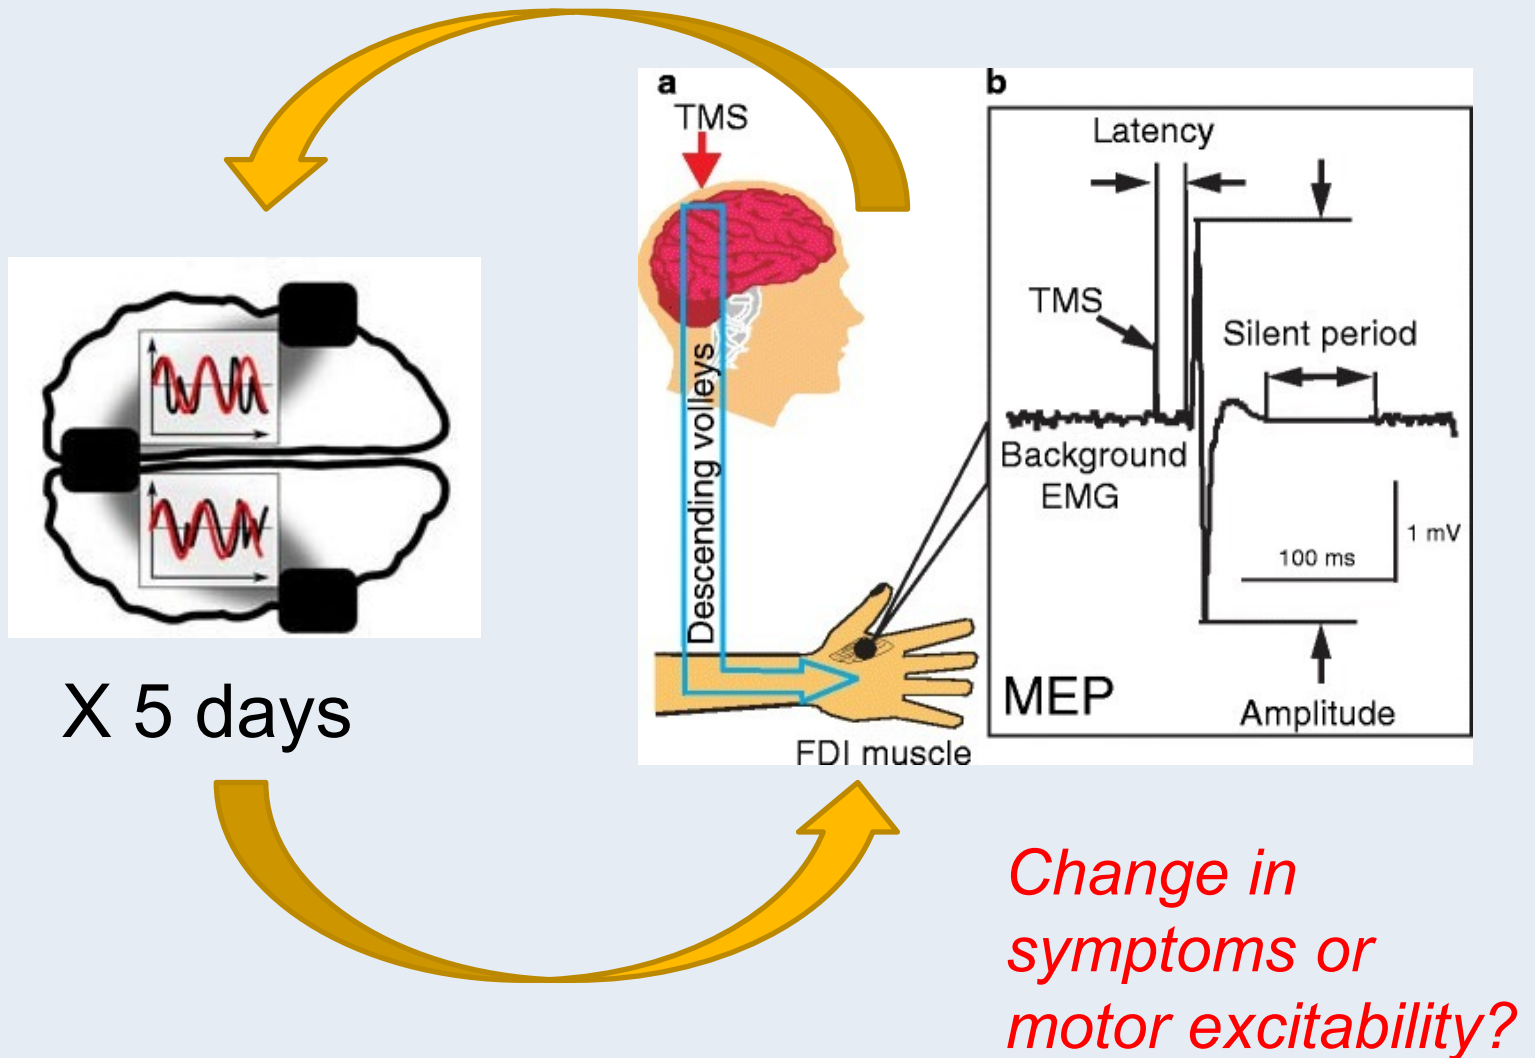 a
TMS
Descending volleys
FDI muscle
b
Latency
TMS
Silent period
Background
EMG
1 mV
100 ms
MEP
Amplitude
X 5 days
Change in
symptoms or
motor excitability?